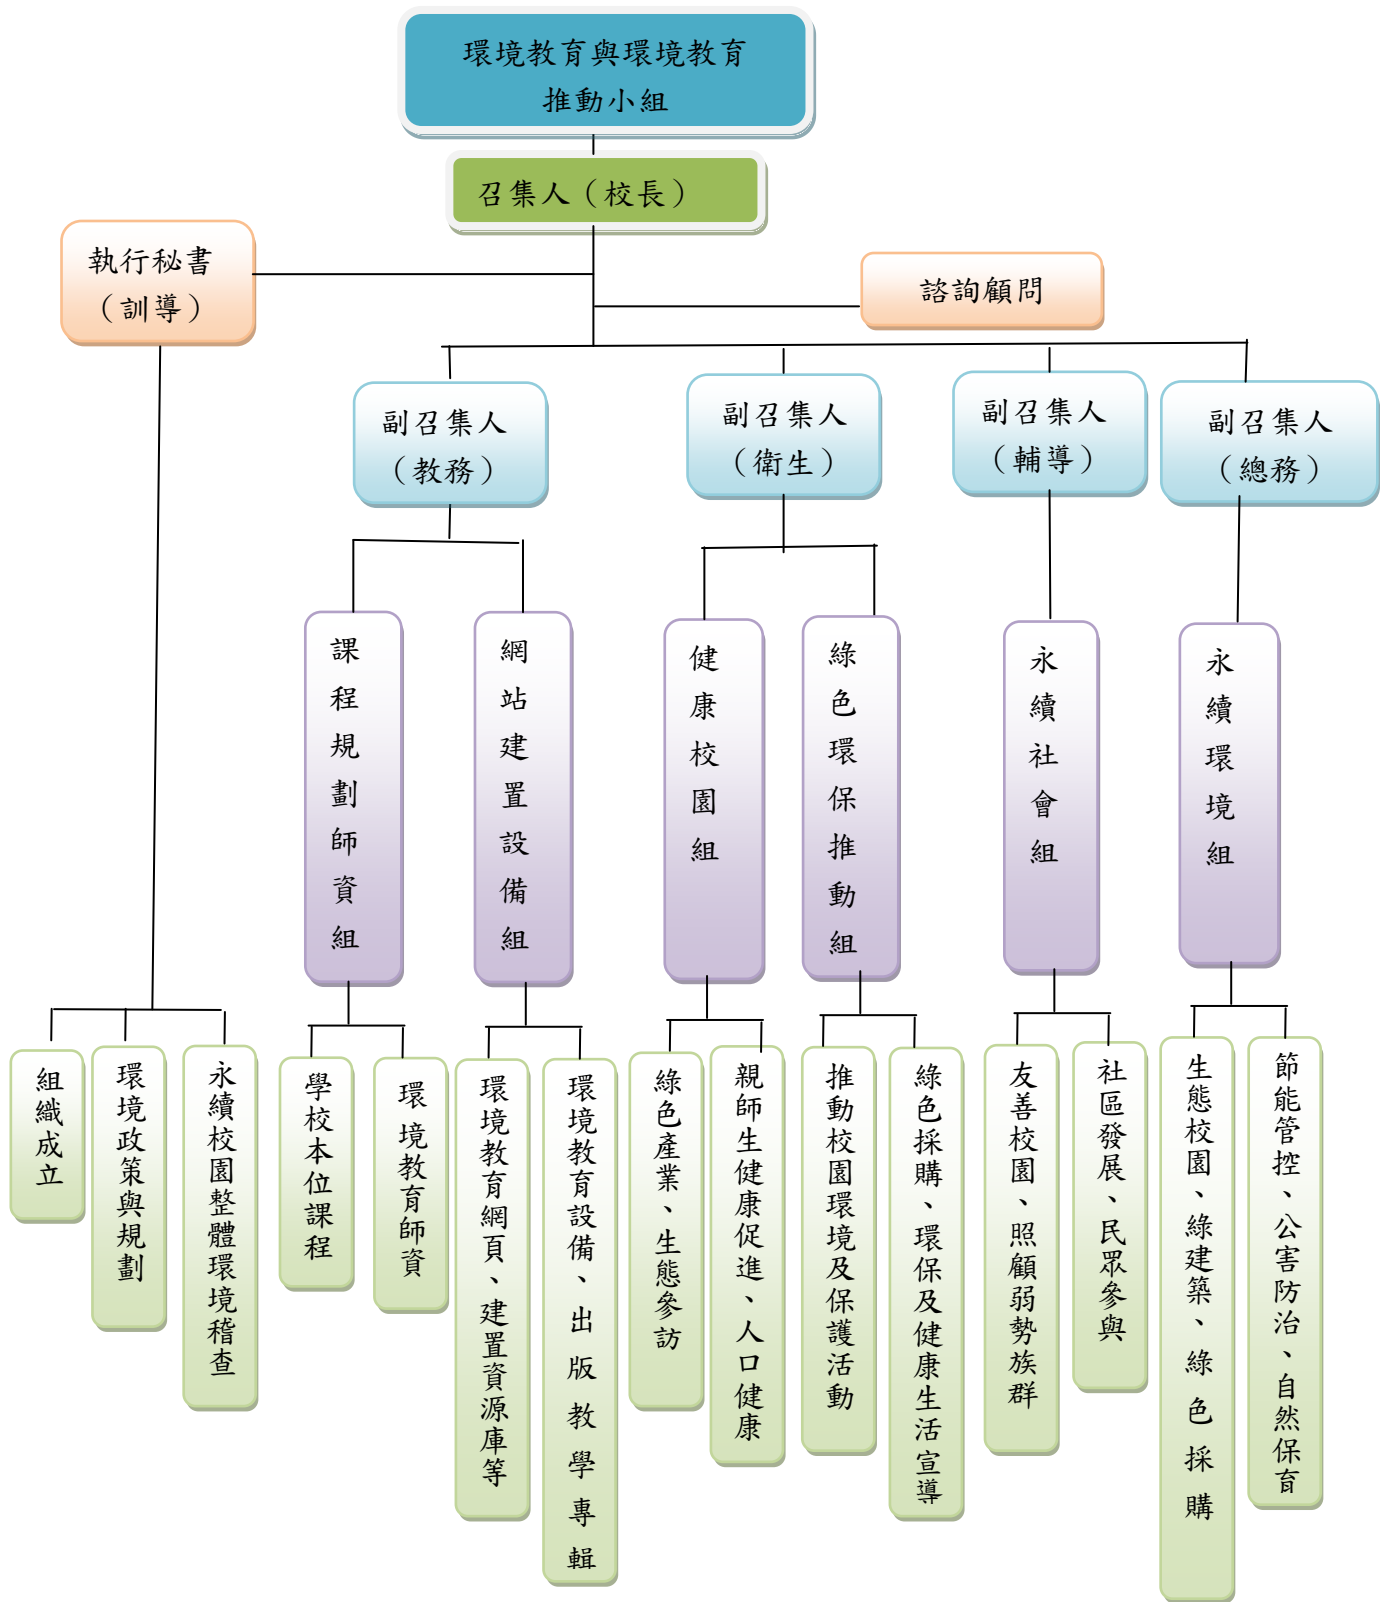 環境教育與環境教育
推動小組
召集人（校長）
執行秘書
（訓導）
諮詢顧問
副召集人
（教務）
副召集人
（衛生）
副召集人
（輔導）
副召集人
（總務）
課程規劃師資組
網站建置設備組
健康校園組
綠色環保推動組
永續社會組
永續環境組
組織成立
環境政策與規劃
永續校園整體環境稽查
學校本位課程
環境教育師資
環境教育網頁、建置資源庫等
環境教育設備、出版教學專輯
綠色產業、生態參訪
親師生健康促進、人口健康
推動校園環境及保護活動
綠色採購、環保及健康生活宣導
友善校園、照顧弱勢族群
社區發展、民眾參與
生態校園、綠建築、綠色採購
節能管控、公害防治、自然保育